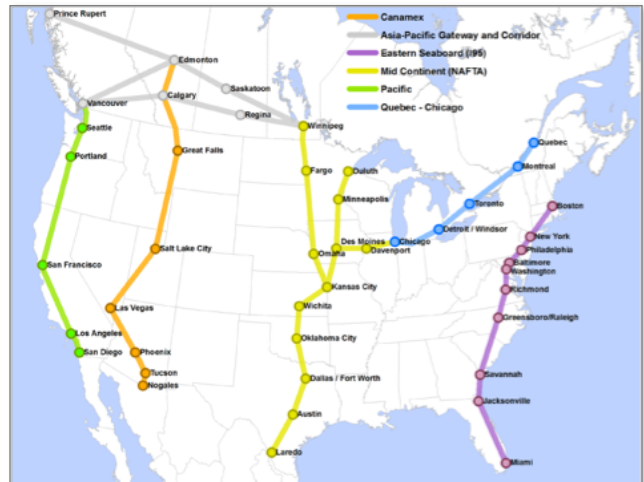 Prince Rupert
Canamex
Asia-Pacific Gateway and Corridor
Eastern Seaboard (I95)
Mid Continent (NAFTA)
Pacific
Quebec - Chicago
Edmonton
Saskatoon
Calgary
Vancouver
Regina
Winnipeg
Seattle
Quebec
Portland
Great Falls
Montreal
Fargo
Duluth
Minneapolis
Toronto
Boston
Detroit / Windsor
New York
Salt Lake City
Des Moines
Chicago
Philadelphia
Omaha
Davenport
Baltimore
San Francisco
Washington
Kansas City
Richmond
Las Vegas
Wichita
Greensboro/Raleigh
Los Angeles
Oklahoma City
San Diego
Phoenix
Tucson
Dallas / Fort Worth
Savannah
Nogales
Jacksonville
Austin
Laredo
Miami